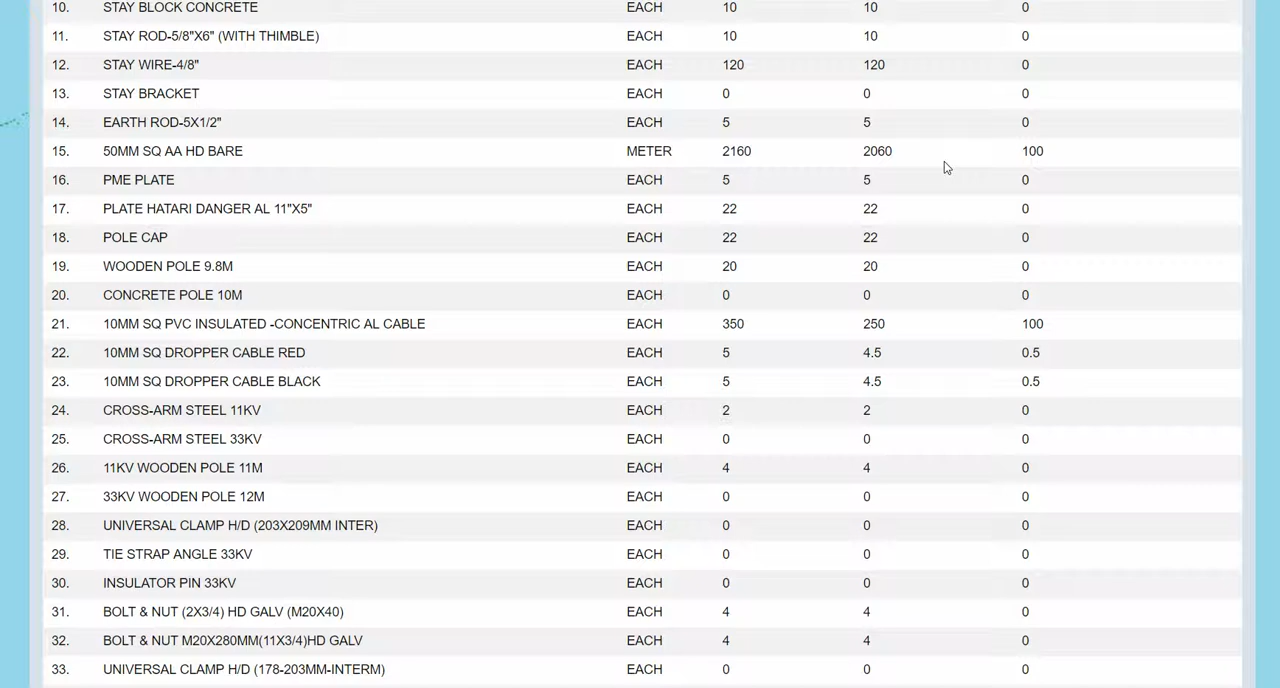 10. STAY BLOCK CONCRETE EACH 10 10 0
11. STAY ROD-5/8"X6" (WITH THIMBLE) EACH 10 10 0
12. STAY WIRE-4/8" EACH 120 120 0
13. STAY BRACKET EACH 0 0 0
14. EARTH ROD-5X1/2" EACH 5 5 0
15. 50MM SQ AA HD BARE METER 2160 2060 100
16. PME PLATE EACH 5 5 0
17. PLATE HATARI DANGER AL 11"X5" EACH 22 22 0
18. POLE CAP EACH 22 22 0
19. WOODEN POLE 9.8M EACH 20 20 0
20. CONCRETE POLE 10M EACH 0 0 0
21. 10MM SQ PVC INSULATED -CONCENTRIC AL CABLE EACH 350 250 100
22. 10MM SQ DROPPER CABLE RED EACH 5 4.5 0.5
23. 10MM SQ DROPPER CABLE BLACK EACH 5 4.5 0.5
24. CROSS-ARM STEEL 11KV EACH 2 2 0
25. CROSS-ARM STEEL 33KV EACH 0 0 0
26. 11KV WOODEN POLE 11M EACH 4 4 0
27. 33KV WOODEN POLE 12M EACH 0 0 0
28. UNIVERSAL CLAMP H/D (203X209MM INTER) EACH 0 0 0
29. TIE STRAP ANGLE 33KV EACH 0 0 0
30. INSULATOR PIN 33KV EACH 0 0 0
31. BOLT & NUT (2X3/4) HD GALV (M20X40) EACH 4 4 0
32. BOLT & NUT M20X280MM(11X3/4)HD GALV EACH 4 4 0
33. UNIVERSAL CLAMP H/D (178-203MM-INTERM) EACH 0 0 0